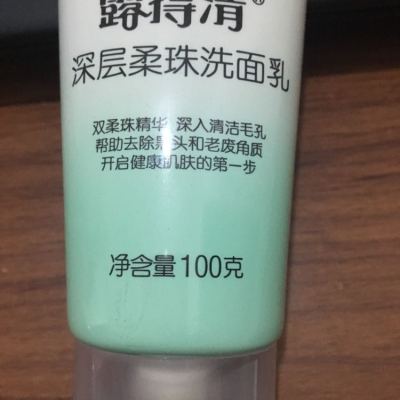 露得清®
深层柔珠洗面乳
双柔珠精华 深入清洁毛孔
帮助去除黑头和老废角质
开启健康肌肤的第一步
净含量100克